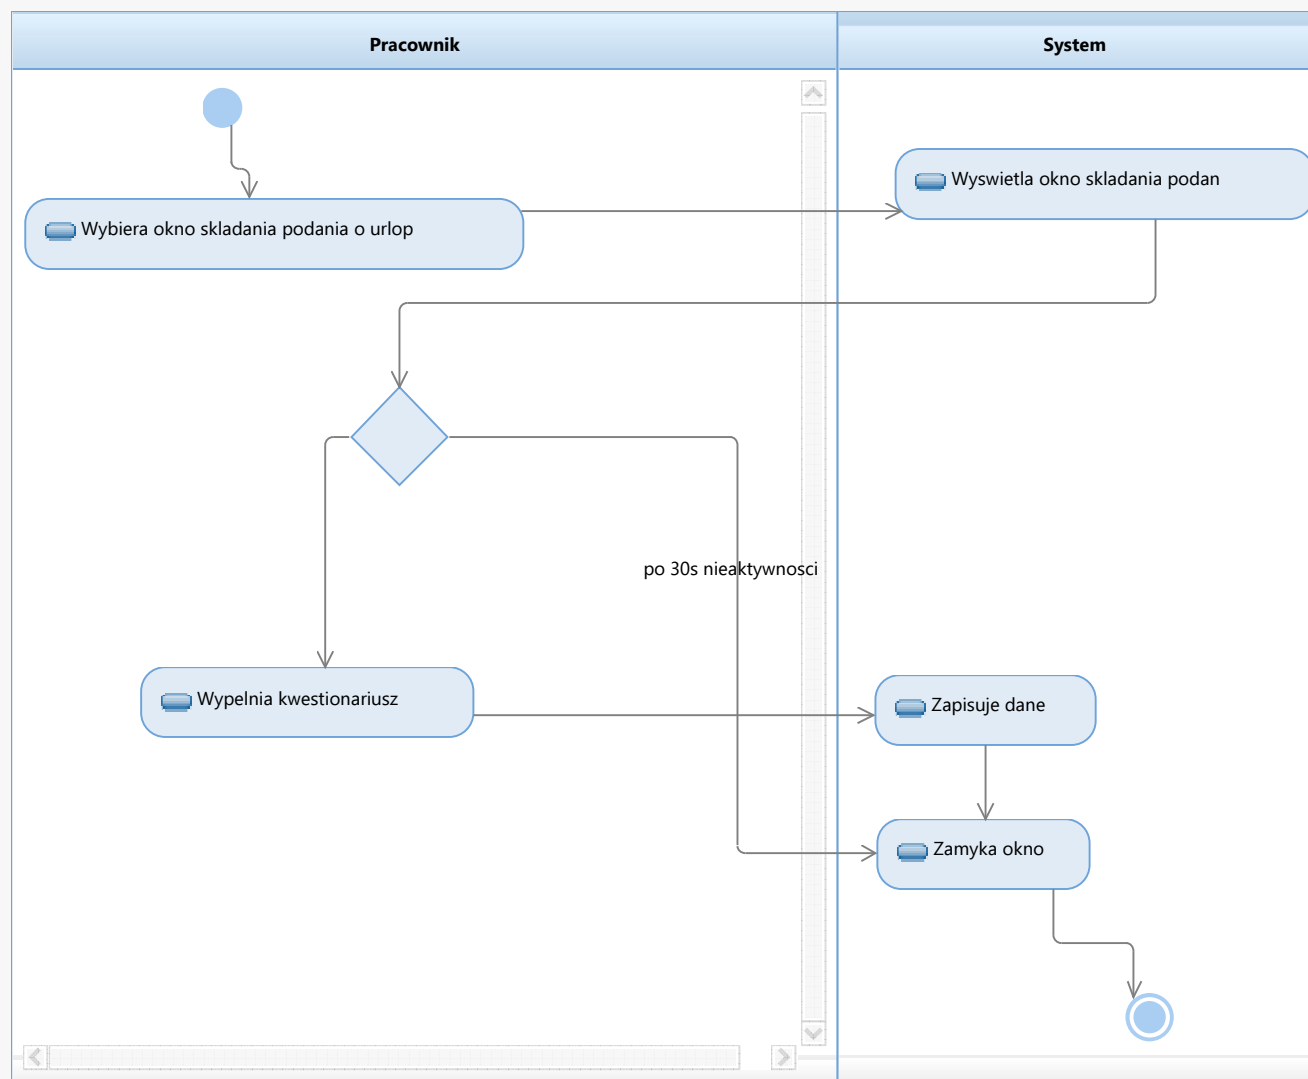 Pracownik
System
Wyswietla okno skladania podan
Wybiera okno skladania podania o urlop
po 30s nieaktywnosci
Wypelnia kwestionariusz
Zapisuje dane
Zamyka okno